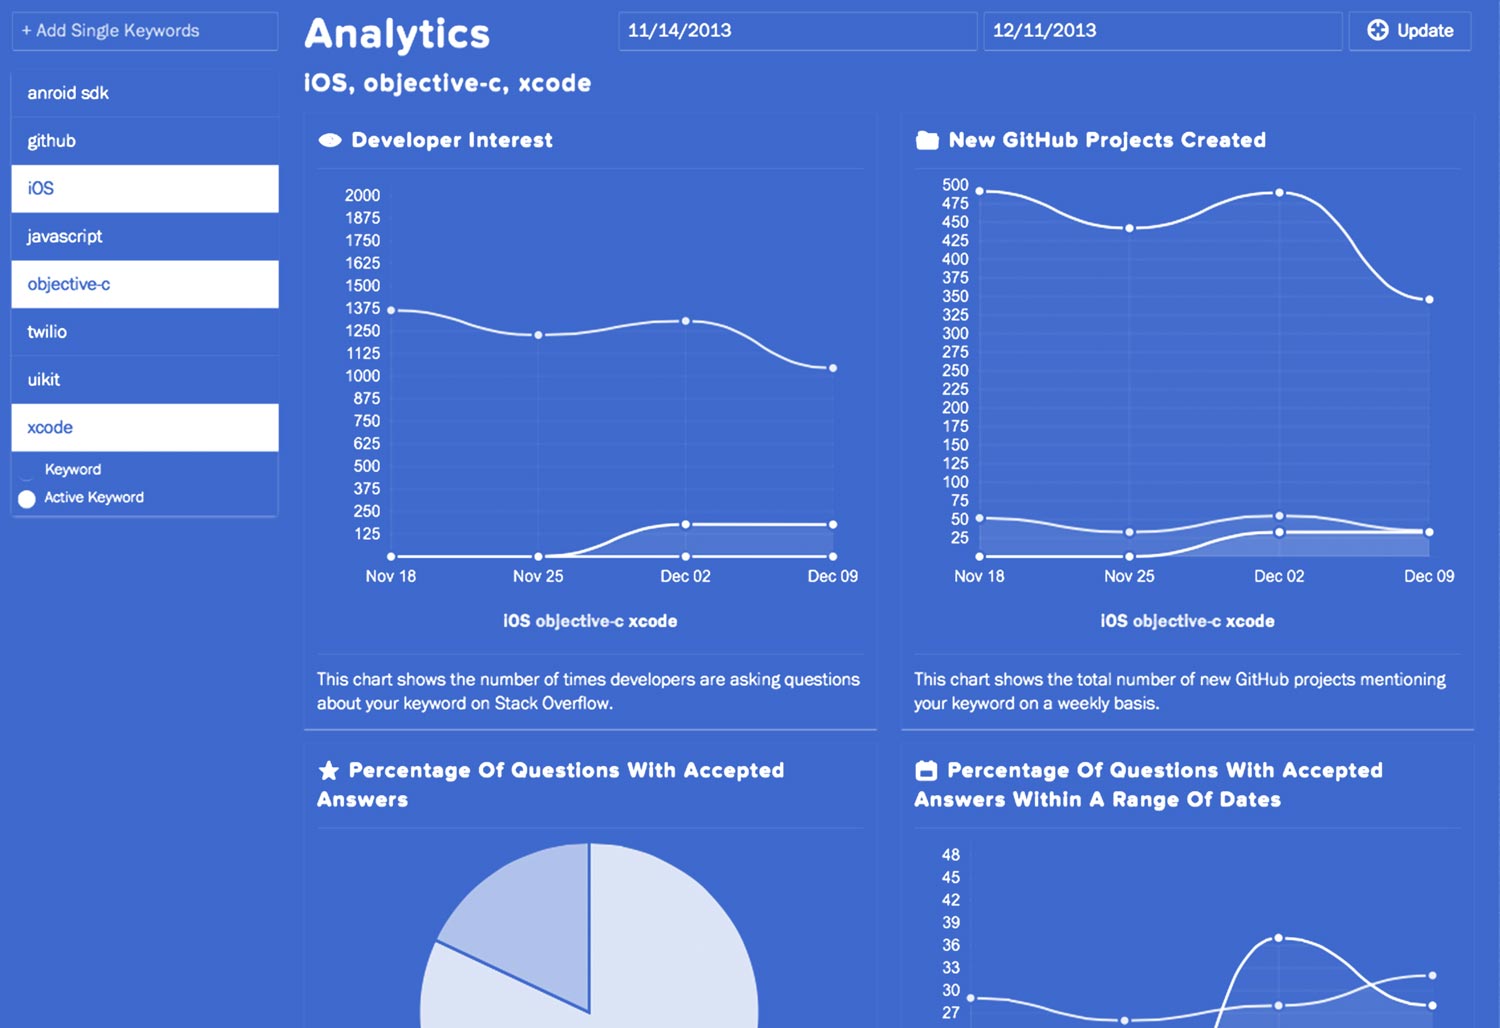 + Add Single Keywords
anroid sdk
github
iOS
javascript
objective-c
twilio
uikit
xcode
Keyword
Active Keyword
Analytics
11/14/2013
12/11/2013
Update
iOS, objective-c, xcode
Developer Interest
2000
1875
1750
1625
1500
1375
1250
1125
1000
875
750
625
500
375
250
125
Nov 18 Nov 25 Dec 02 Dec 09
iOS objective-c xcode
This chart shows the number of times developers are asking questions
about your keyword on Stack Overflow.
New GitHub Projects Created
500
475
450
425
400
375
350
325
300
275
250
225
200
175
150
125
100
75
50
25
Nov 18 Nov 25 Dec 02 Dec 09
iOS objective-c xcode
This chart shows the total number of new GitHub projects mentioning
your keyword on a weekly basis.
Percentage Of Questions With Accepted
Answers
Percentage Of Questions With Accepted
Answers Within A Range Of Dates
48
45
42
39
36
33
30
27